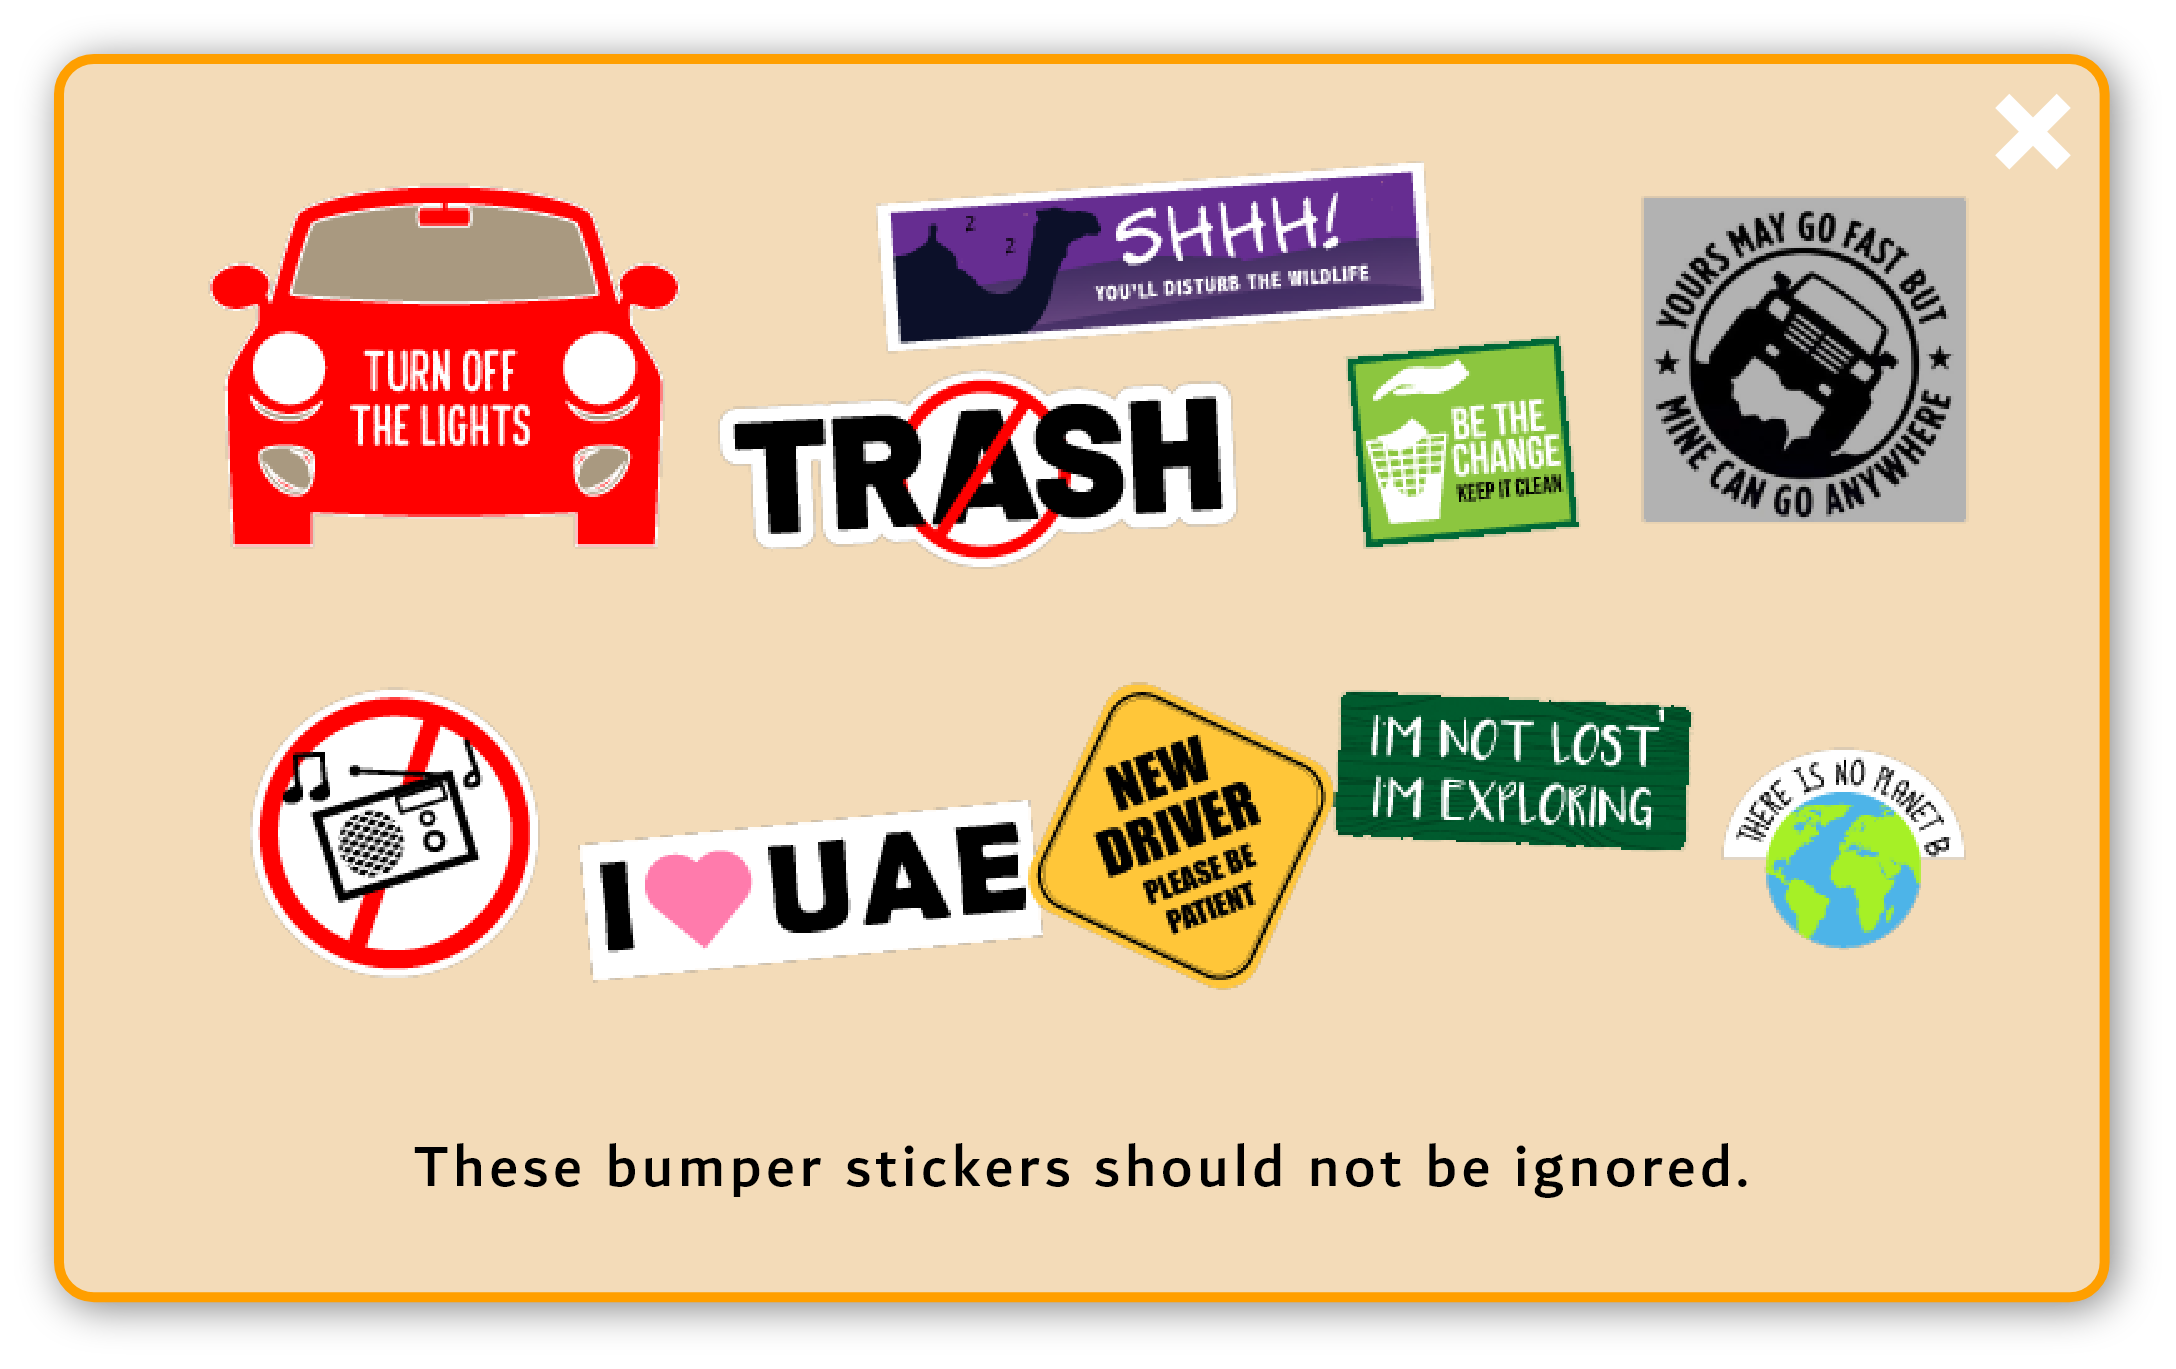 TURN OFF
THE LIGHTS
2
2
SHHH!
YOU'LL DISTURB THE WILDLIFE
TRASH
BE THE
CHANGE
KEEP IT CLEAN
YOURS MAY GO FAST BUT
MINE CAN GO ANYWHERE
I UAE
NEW
DRIVER
PLEASE BE
PATIENT
I'M NOT LOST'
I'M EXPLORING
THERE IS NO PLANET B
These bumper stickers should not be ignored.